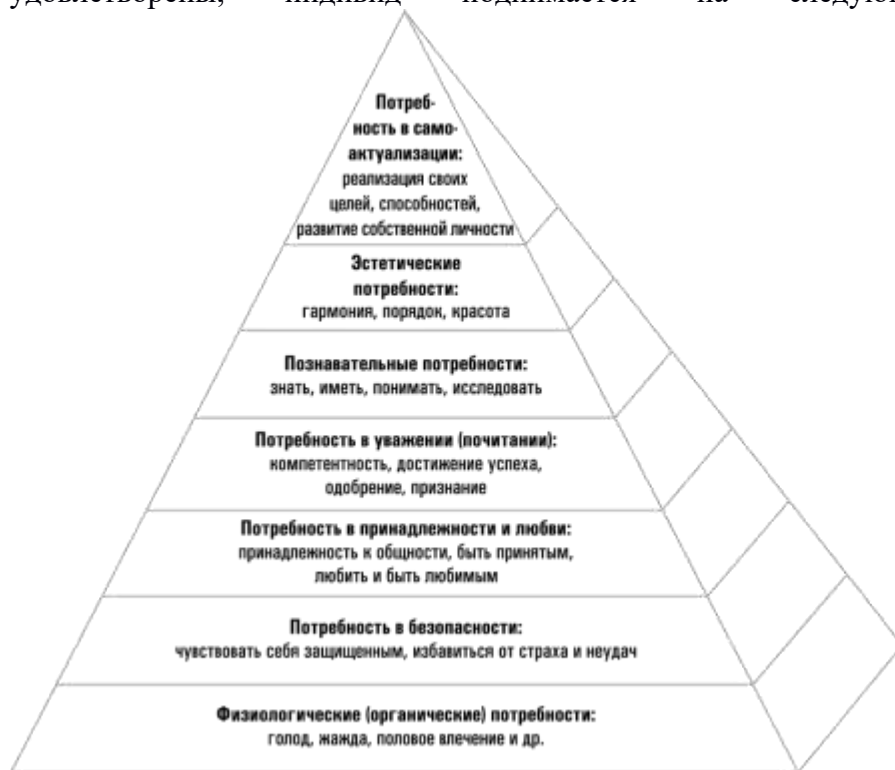 удовлетворены, индивид поднимается на следую
Потреб-
ность в само-
актуализации:
реализация своих
целей, способностей,
развитие собственной личности
Эстетические
потребности:
гармония, порядок, красота
Познавательные потребности:
знать, иметь, понимать, исследовать
Потребность в уважении (почитании):
компетентность, достижение успеха,
одобрение, признание
Потребность в принадлежности и любви:
принадлежность к общности, быть принятым,
любить и быть любимым
Потребность в безопасности:
чувствовать себя защищенным, избавиться от страха и неудач
Физиологические (органические) потребности:
голод, жажда, половое влечение и др.